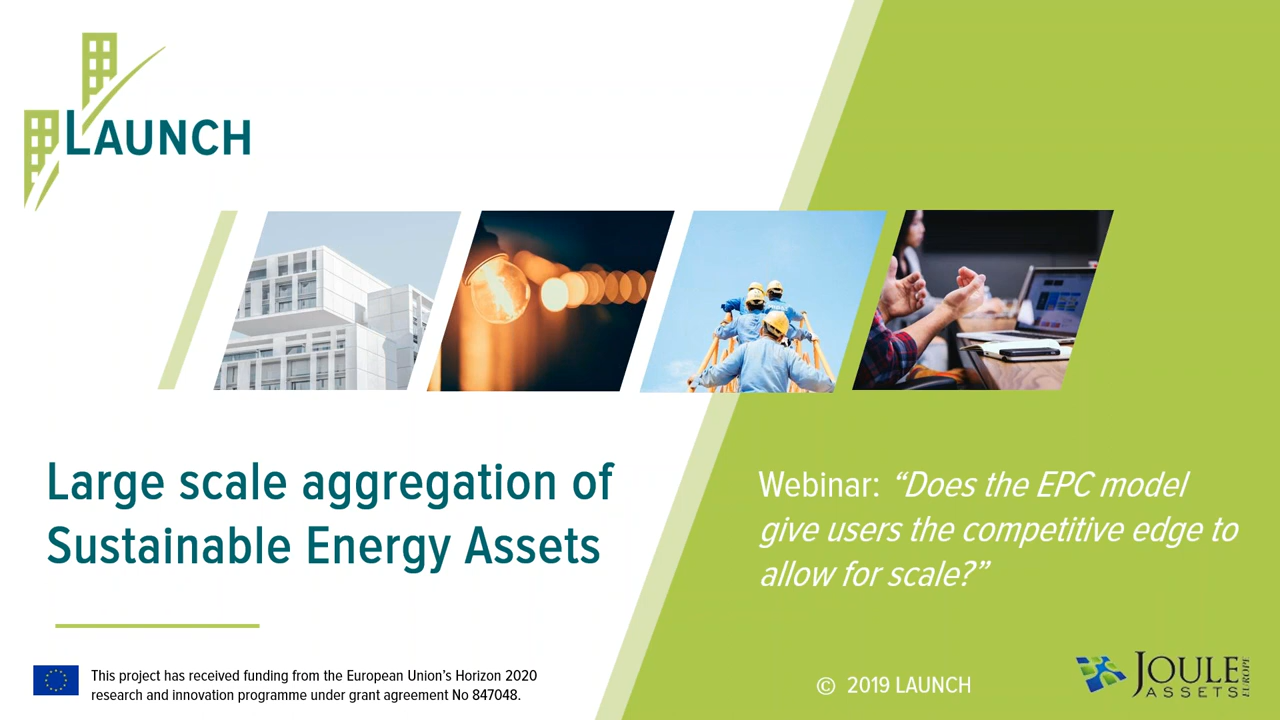 LAUNCH
Large scale aggregation of
Sustainable Energy Assets
Webinar: “Does the EPC model
give users the competitive edge to
allow for scale?”
This project has received funding from the European Union’s Horizon 2020
research and innovation programme under grant agreement No 847048.
© 2019 LAUNCH
JOULE
ASSETS
EUROPE